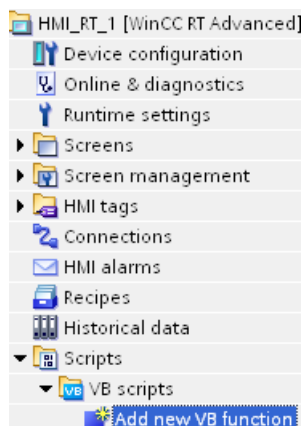 HMI_RT_1 [WinCC RT Advanced]
Device configuration
Online & diagnostics
Runtime settings
Screens
Screen management
HMI tags
Connections
HMI alarms
Recipes
Historical data
Scripts
VB scripts
Add new VB function